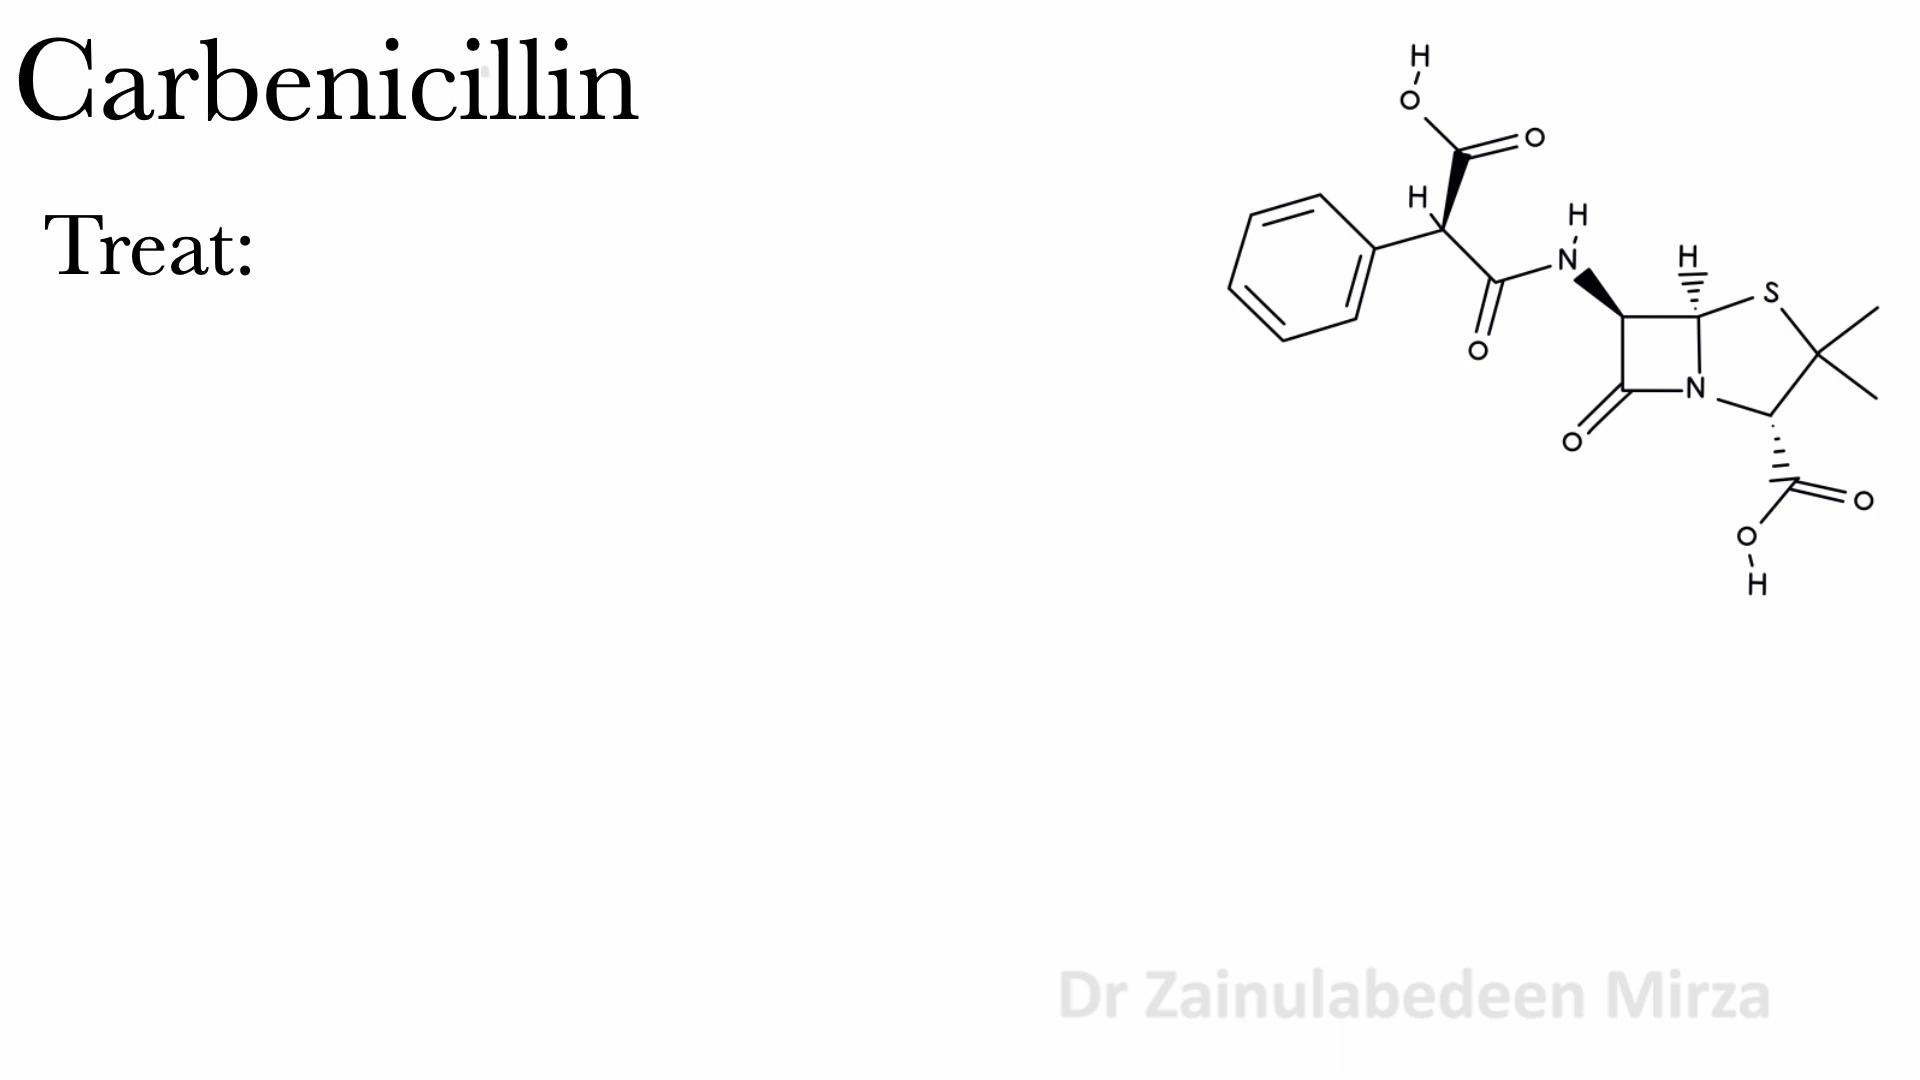 Carbenicillin
Treat:
H
O
O
H
H
N
H
S
O
N
O
O
O
H
Dr Zainulabedeen Mirza